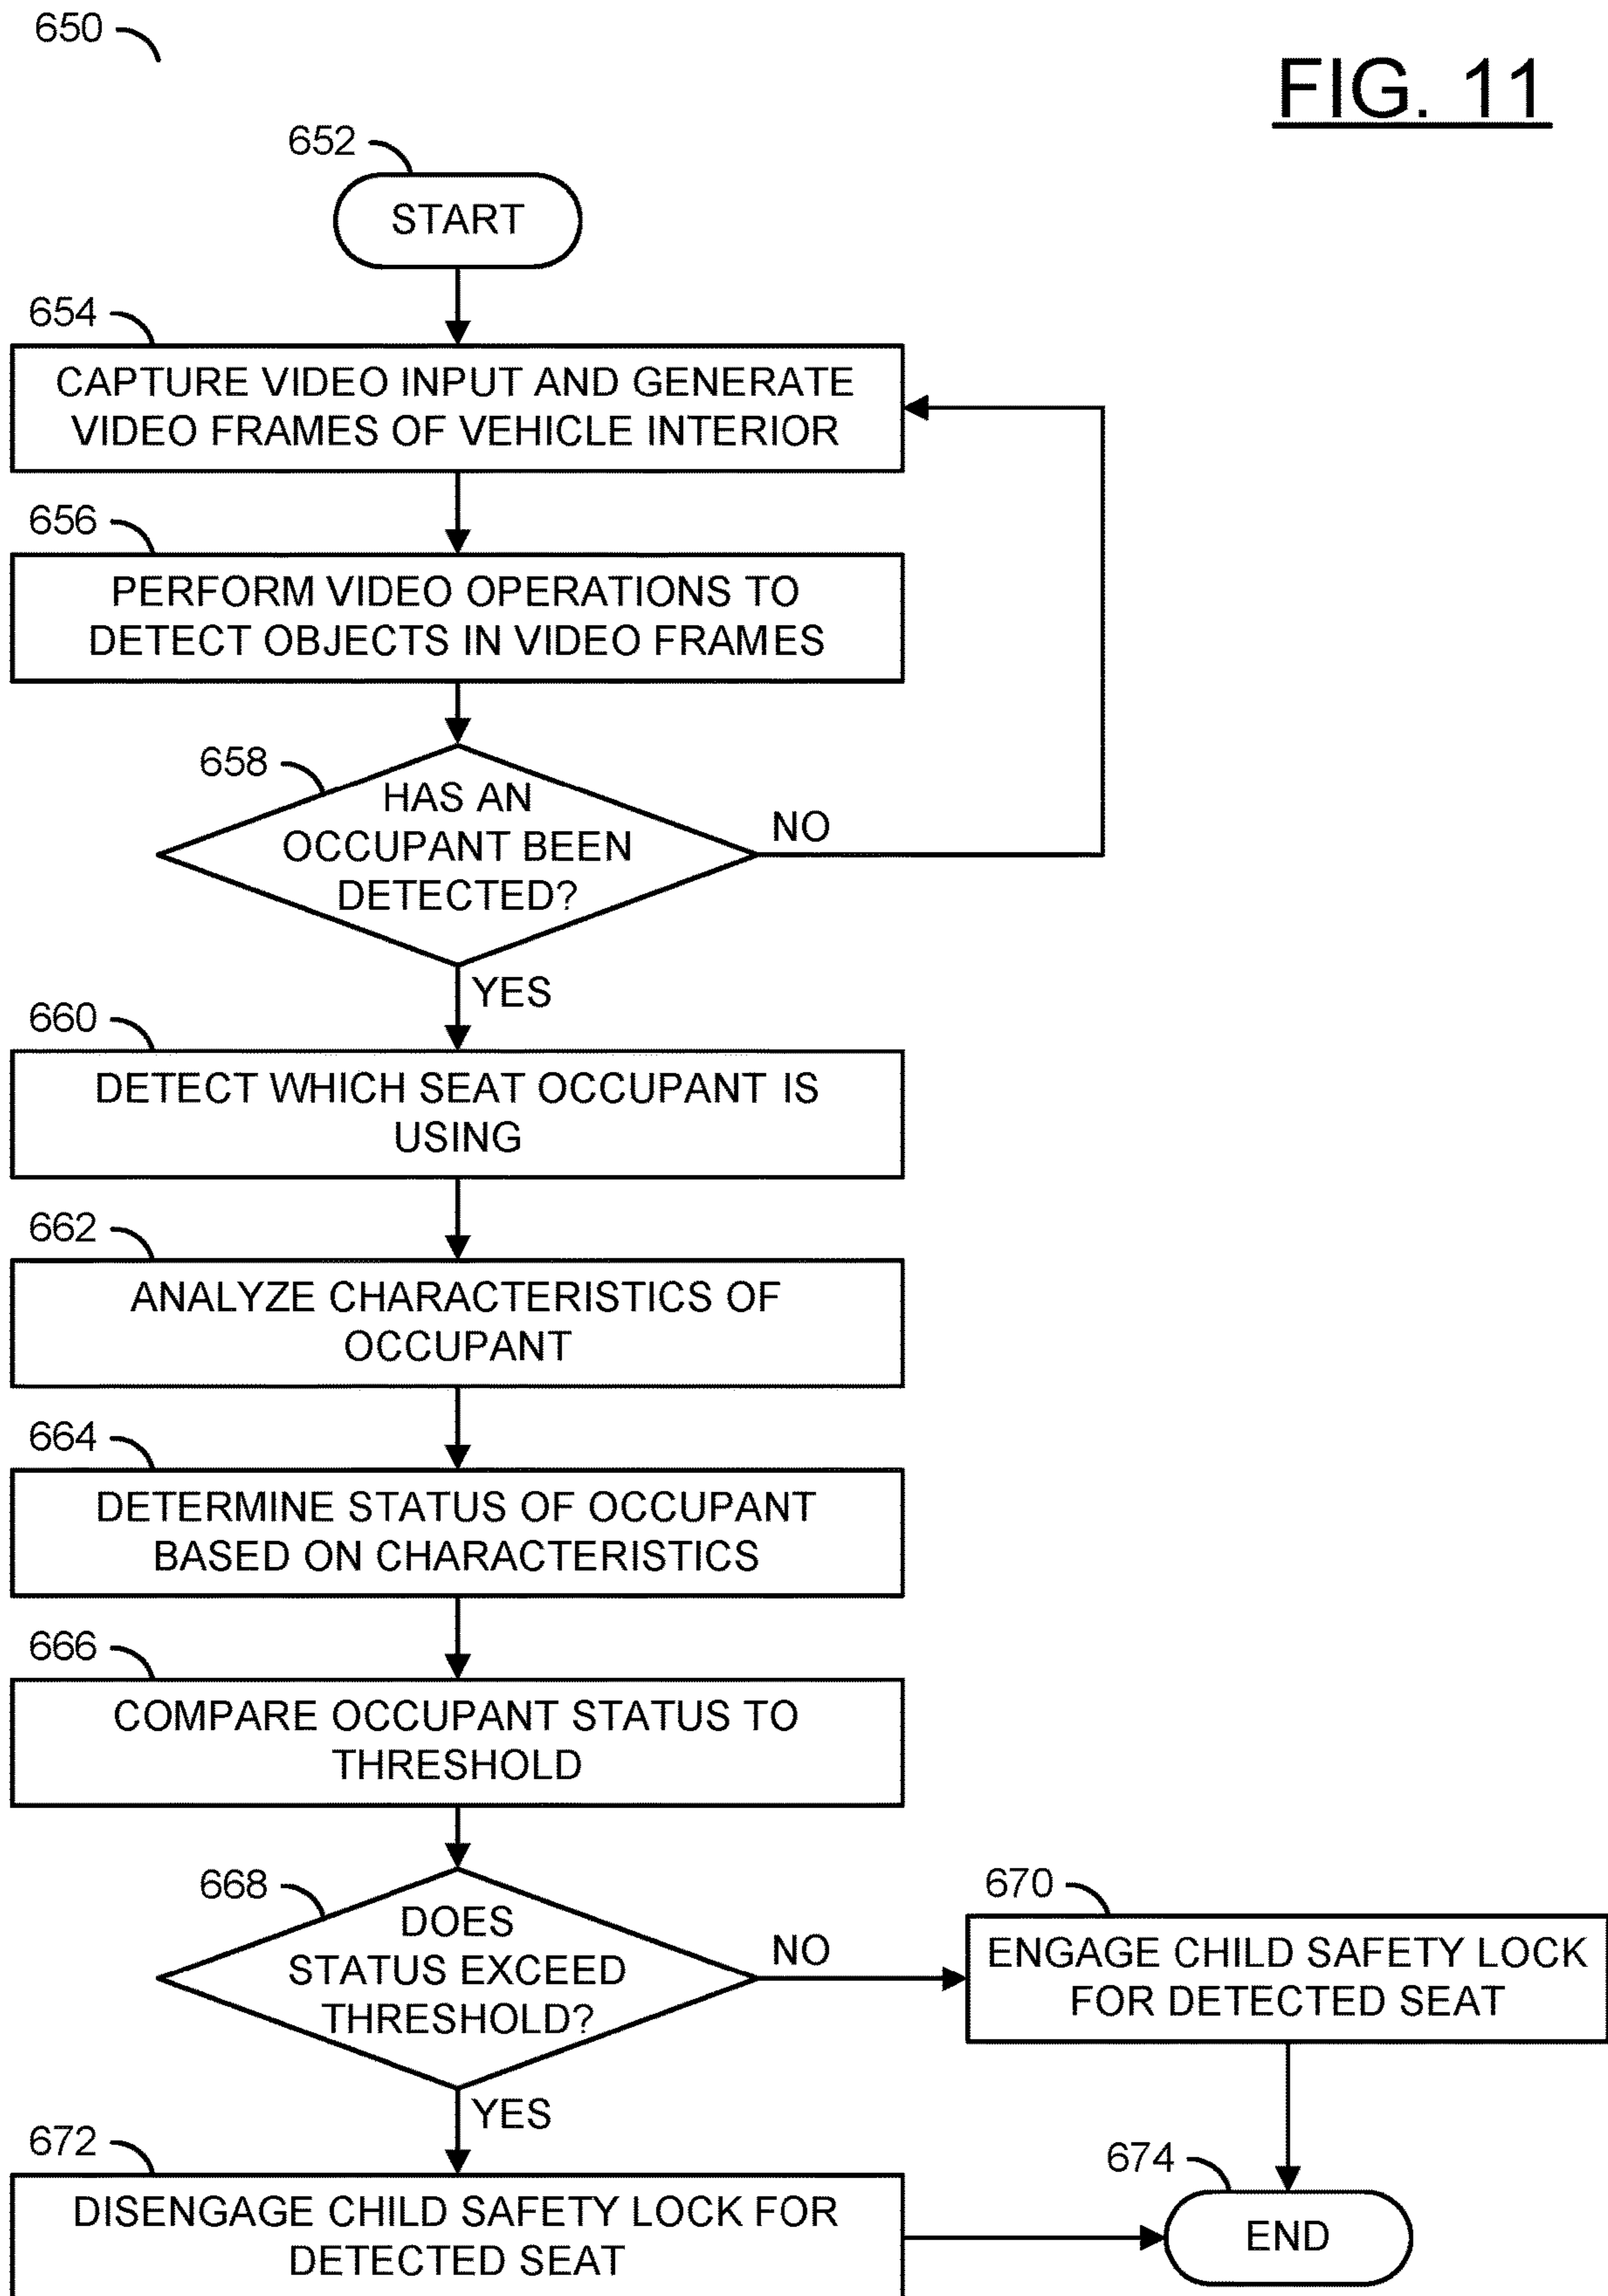 650
FIG. 11
652
START
654
CAPTURE VIDEO INPUT AND GENERATE
VIDEO FRAMES OF VEHICLE INTERIOR
656
PERFORM VIDEO OPERATIONS TO
DETECT OBJECTS IN VIDEO FRAMES
658
HAS AN
OCCUPANT BEEN
DETECTED?
NO
YES
660
DETECT WHICH SEAT OCCUPANT IS
USING
662
ANALYZE CHARACTERISTICS OF
OCCUPANT
664
DETERMINE STATUS OF OCCUPANT
BASED ON CHARACTERISTICS
666
COMPARE OCCUPANT STATUS TO
THRESHOLD
668
DOES
STATUS EXCEED
THRESHOLD?
NO
670
ENGAGE CHILD SAFETY LOCK
FOR DETECTED SEAT
YES
672
DISENGAGE CHILD SAFETY LOCK FOR
DETECTED SEAT
674
END